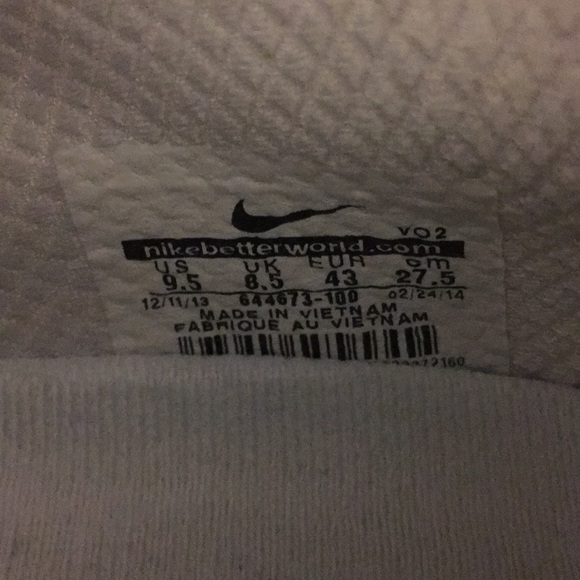 VO2
nikebetterworld.com
US UK EUR cm
9.5 8.5 43 27.5
12/11/13 644673-100 02/24/14
MADE IN VIETNAM
FABRIQUE AU VIETNAM